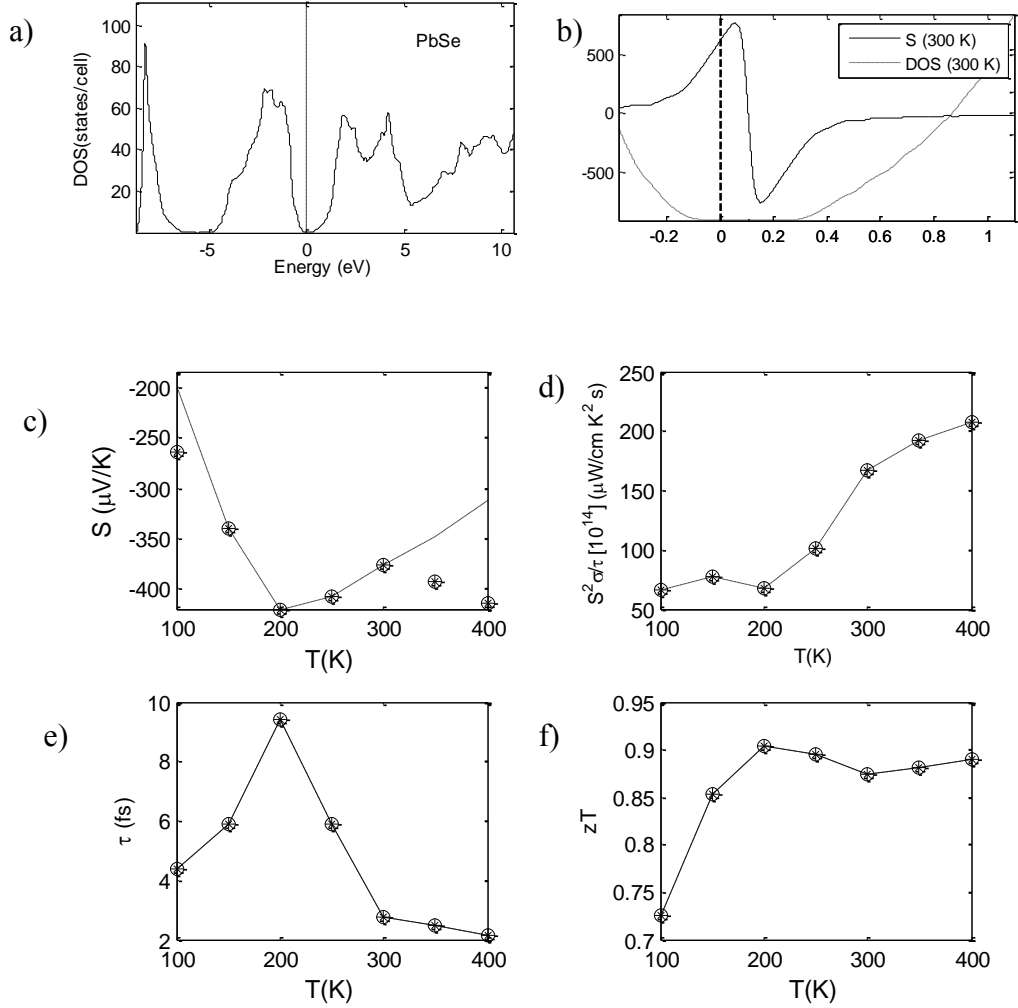 a)
PbSe
DOS(states/cell)
100
80
60
40
20
-5
0
5
10
Energy (eV)
b)
S (300 K)
DOS (300 K)
500
0
-500
-0.2
0
0.2
0.4
0.6
0.8
1
c)
S (μV/K)
-200
-250
-300
-350
-400
100
200
300
400
T(K)
d)
S² σ/τ [10¹⁴] (μW/cm K² s)
250
200
150
100
50
100
200
300
400
T(K)
e)
τ (fs)
10
8
6
4
2
100
200
300
400
T(K)
f)
zT
0.95
0.9
0.85
0.8
0.75
0.7
100
200
300
400
T(K)